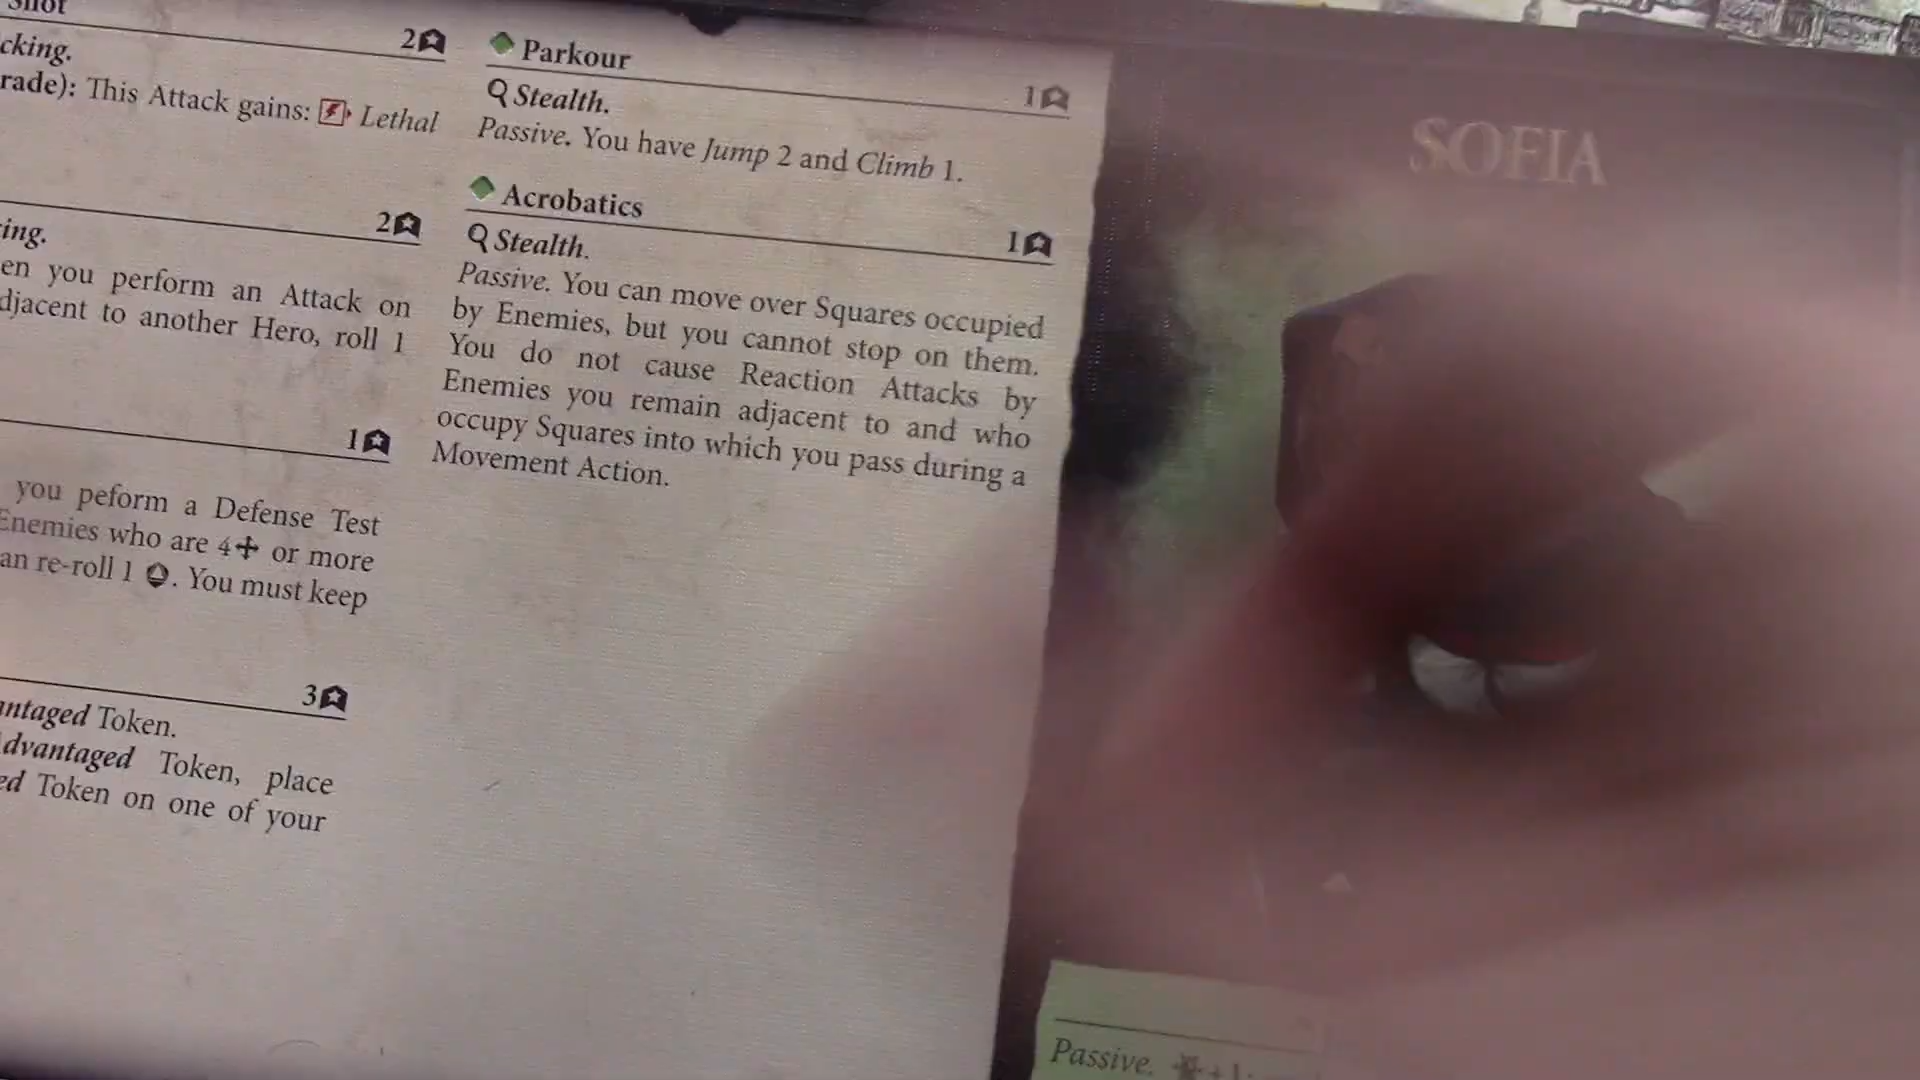 Shot
2
cking.
rade): This Attack gains: Lethal
2
ing.
en you perform an Attack on
djacent to another Hero, roll 1
1
you peform a Defense Test
Enemies who are 4 or more
an re-roll 1 . You must keep
3
antaged Token.
Advantaged Token, place
ed Token on one of your
Parkour
1
Stealth.
Passive. You have Jump 2 and Climb 1.
Acrobatics
1
Stealth.
Passive. You can move over Squares occupied
by Enemies, but you cannot stop on them.
You do not cause Reaction Attacks by
Enemies you remain adjacent to and who
occupy Squares into which you pass during a
Movement Action.
SOFIA
Passive.